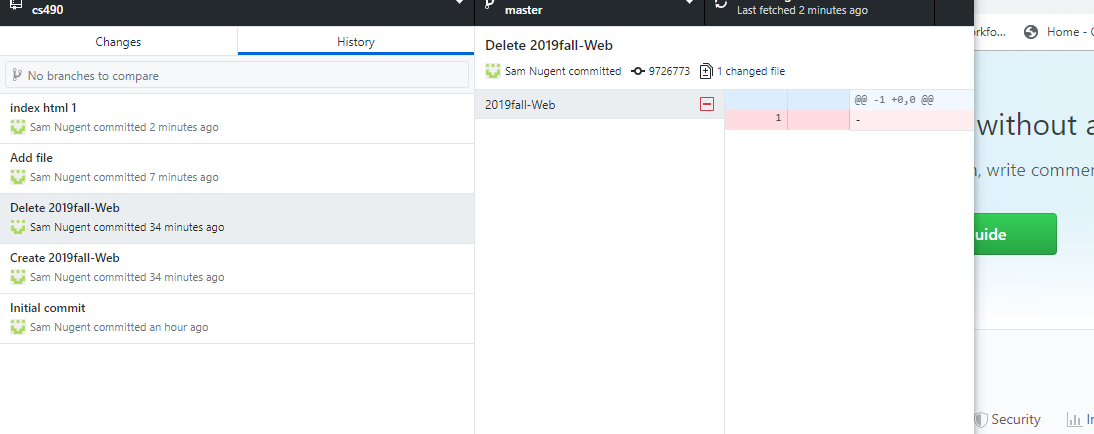 cs490
master
Last fetched 2 minutes ago
Changes
History
No branches to compare
index html 1
Sam Nugent committed 2 minutes ago
Add file
Sam Nugent committed 7 minutes ago
Delete 2019fall-Web
Sam Nugent committed 34 minutes ago
Create 2019fall-Web
Sam Nugent committed 34 minutes ago
Initial commit
Sam Nugent committed an hour ago
Delete 2019fall-Web
Sam Nugent committed 9726773 1 changed file
2019fall-Web
@@ -1 +0,0 @@
1 -
Home -
without a
, write commen
uide
Security